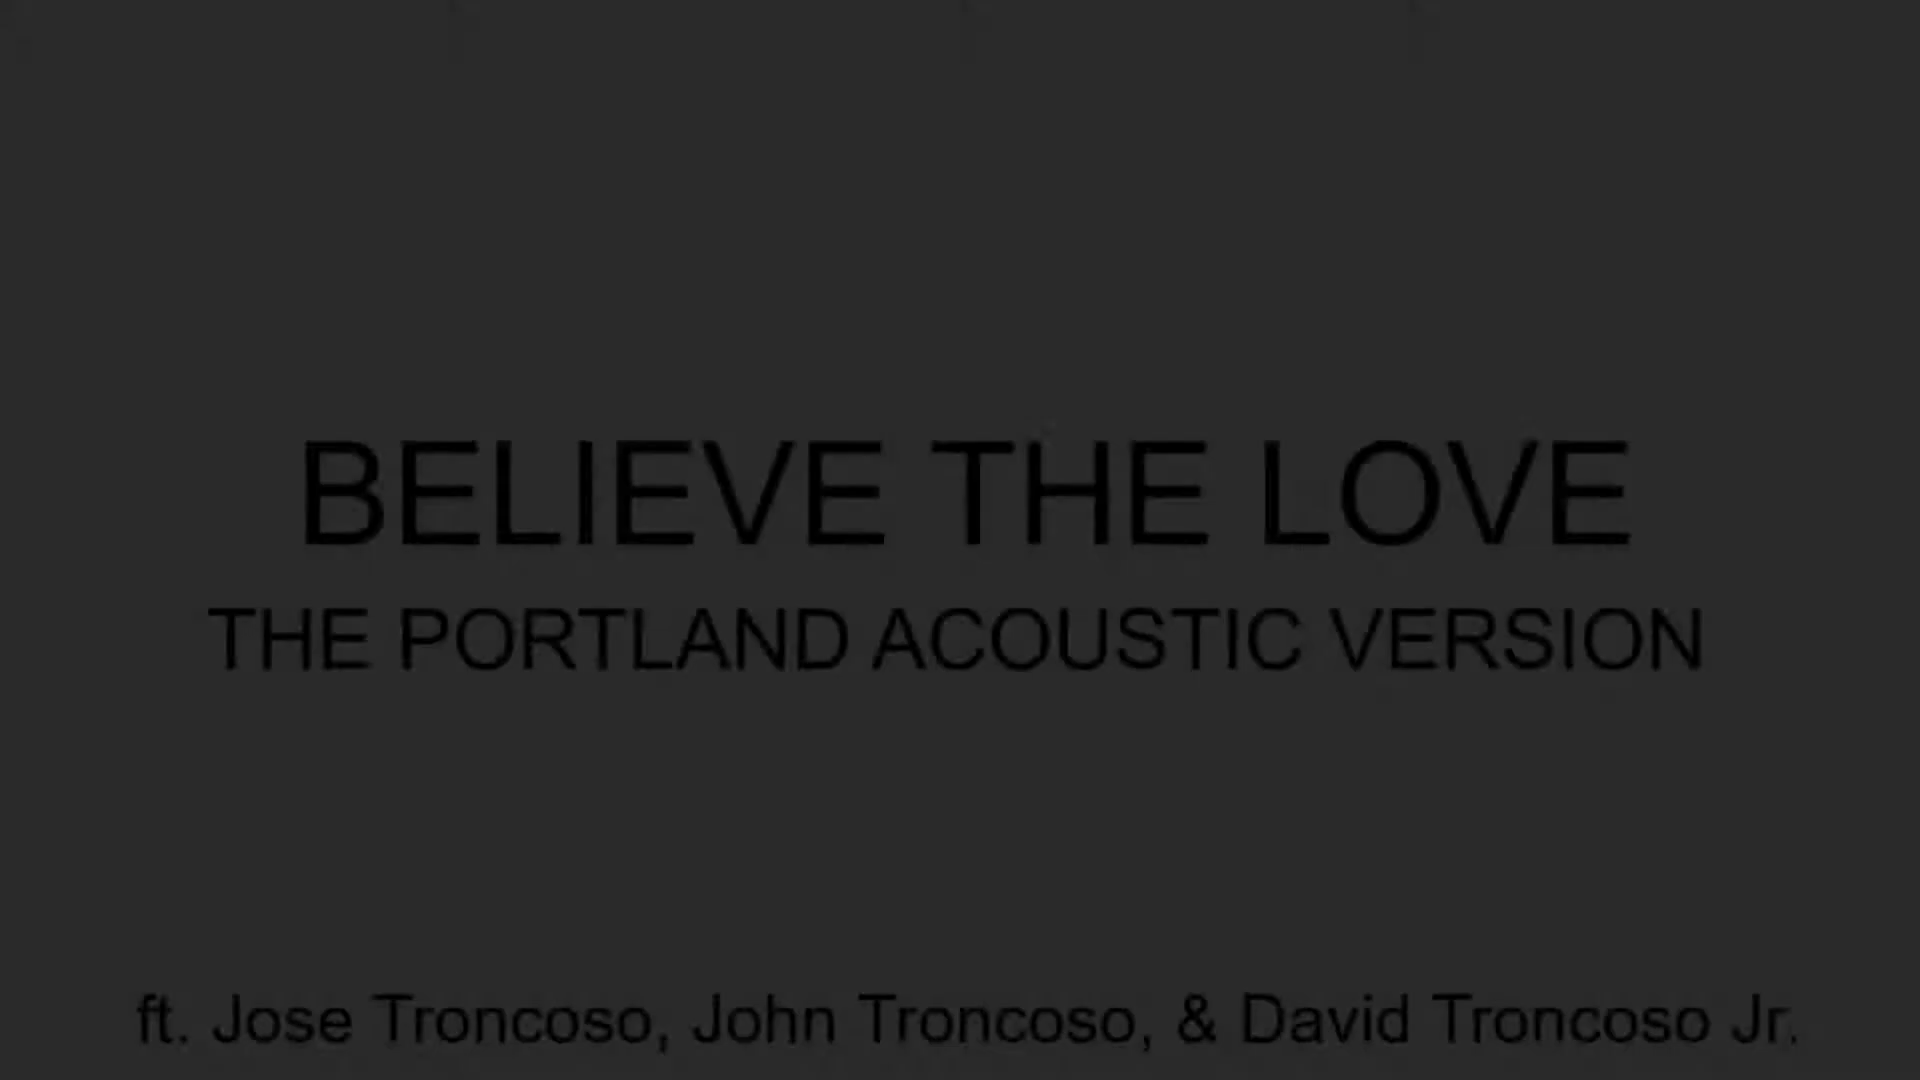 BELIEVE THE LOVE
THE PORTLAND ACOUSTIC VERSION
ft. Jose Troncoso, John Troncoso, & David Troncoso Jr.